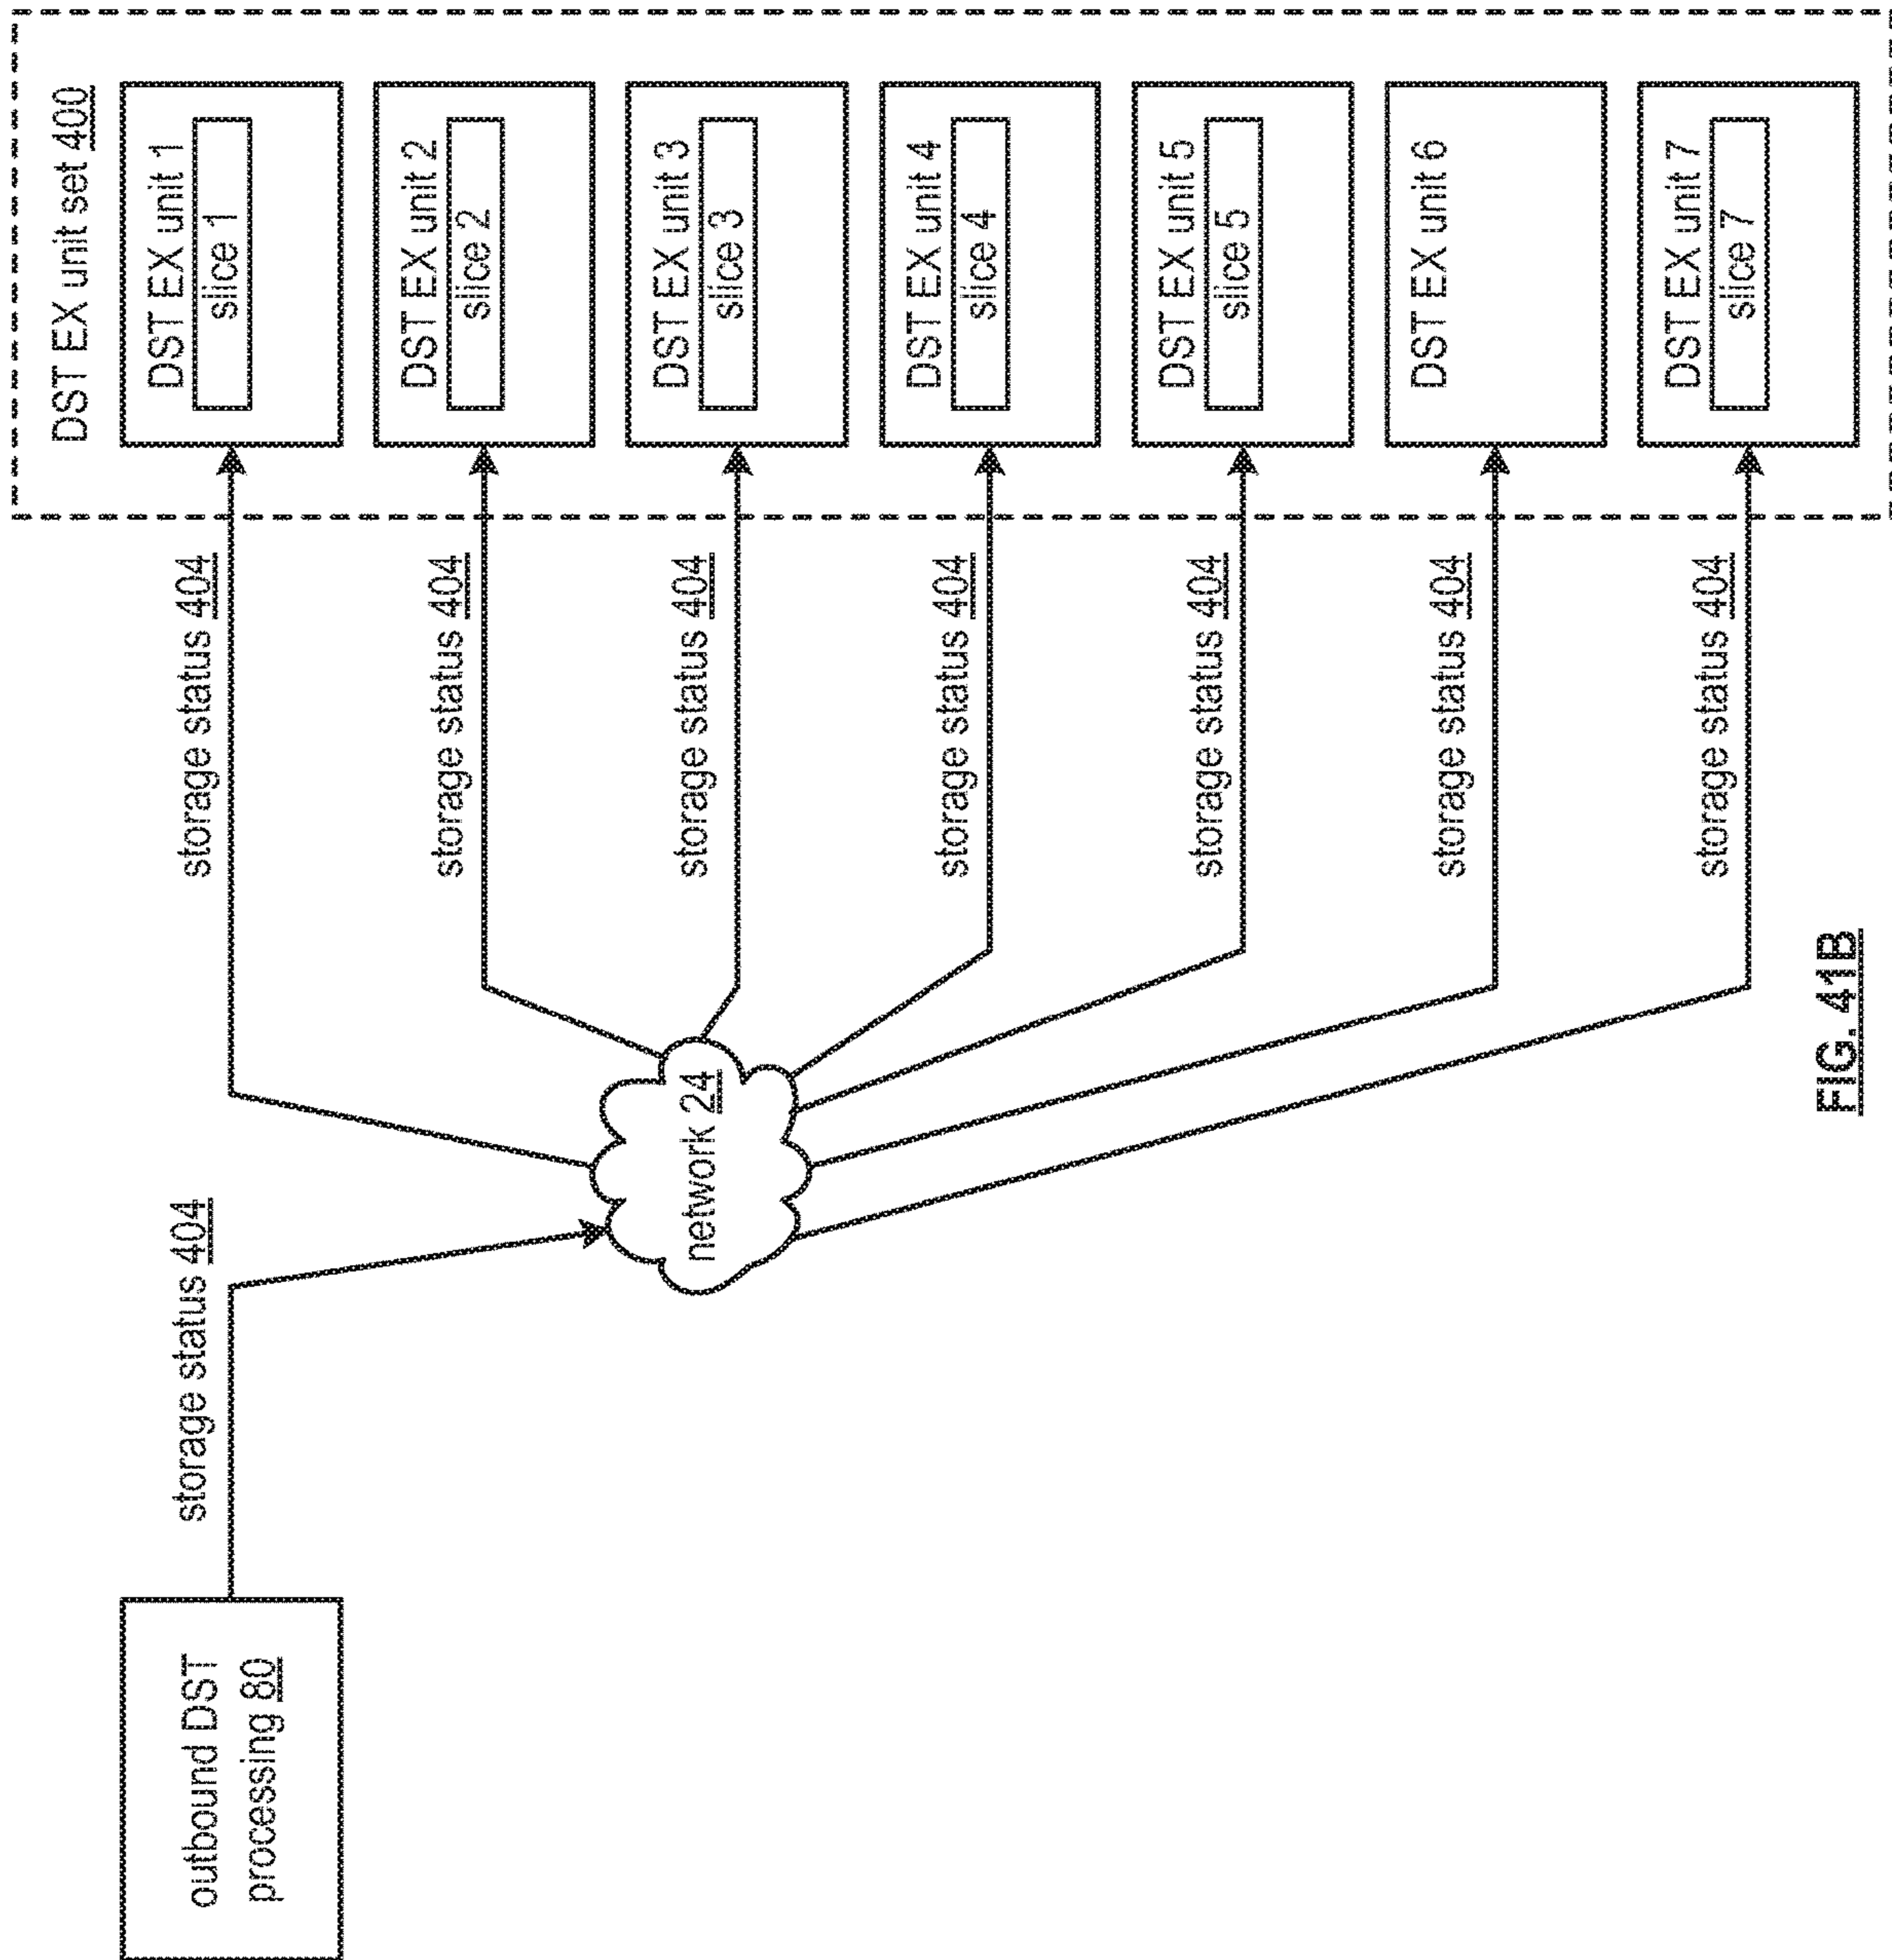 DST EX unit set 400
outbound DST
processing 80
storage status 404
network 24
storage status 404
DST EX unit 1
slice 1
storage status 404
DST EX unit 2
slice 2
storage status 404
DST EX unit 3
slice 3
storage status 404
DST EX unit 4
slice 4
storage status 404
DST EX unit 5
slice 5
storage status 404
DST EX unit 6
storage status 404
DST EX unit 7
slice 7
FIG. 41B